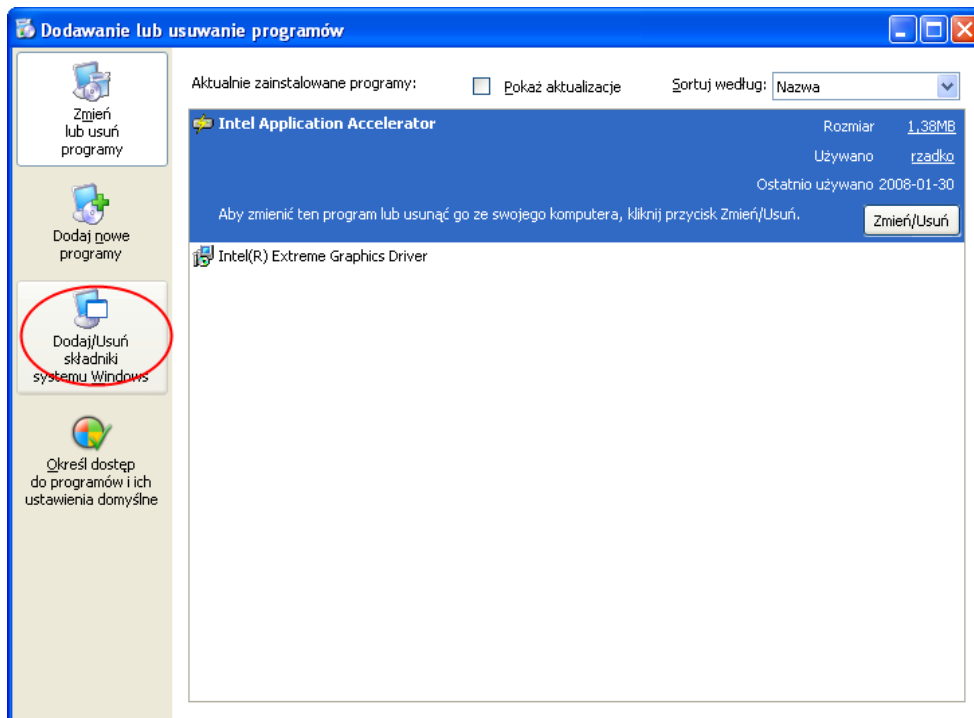 Dodawanie lub usuwanie programów
Zmień
lub usuń
programy
Dodaj nowe
programy
Dodaj/Usuń
składniki
systemu Windows
Określ dostęp
do programów i ich
ustawienia domyślne
Aktualnie zainstalowane programy:
Pokaż aktualizacje
Sortuj według:
Nazwa
Intel Application Accelerator
Rozmiar 1,38MB
Używano rzadko
Ostatnio używano 2008-01-30
Aby zmienić ten program lub usunąć go ze swojego komputera, kliknij przycisk Zmień/Usuń.
Zmień/Usuń
Intel(R) Extreme Graphics Driver